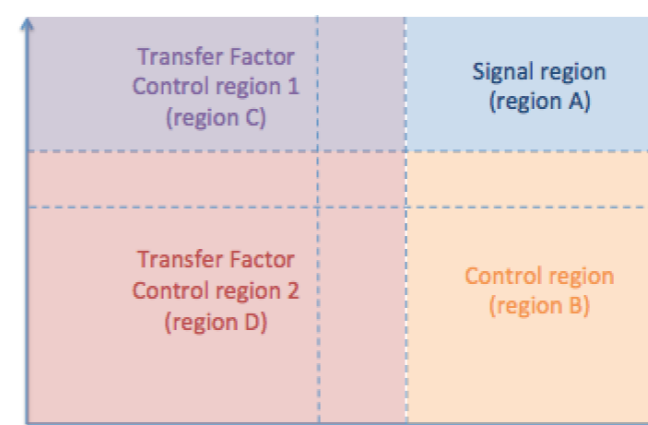 Transfer Factor
Control region 1
(region C)
Signal region
(region A)
Transfer Factor
Control region 2
(region D)
Control region
(region B)